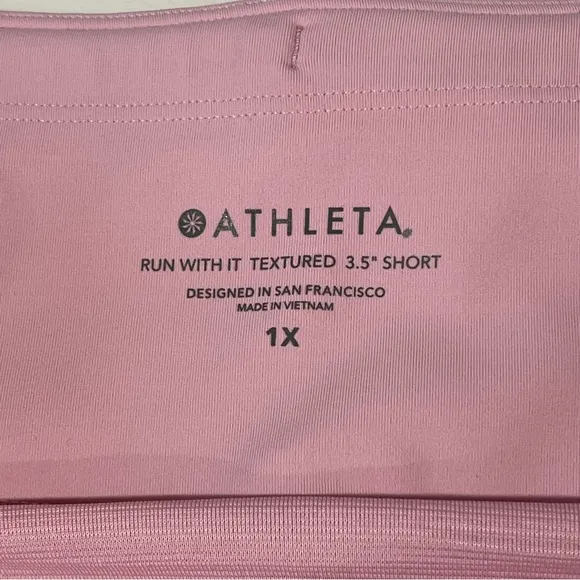 ATHLETA
RUN WITH IT TEXTURED 3.5" SHORT
DESIGNED IN SAN FRANCISCO
MADE IN VIETNAM
1X